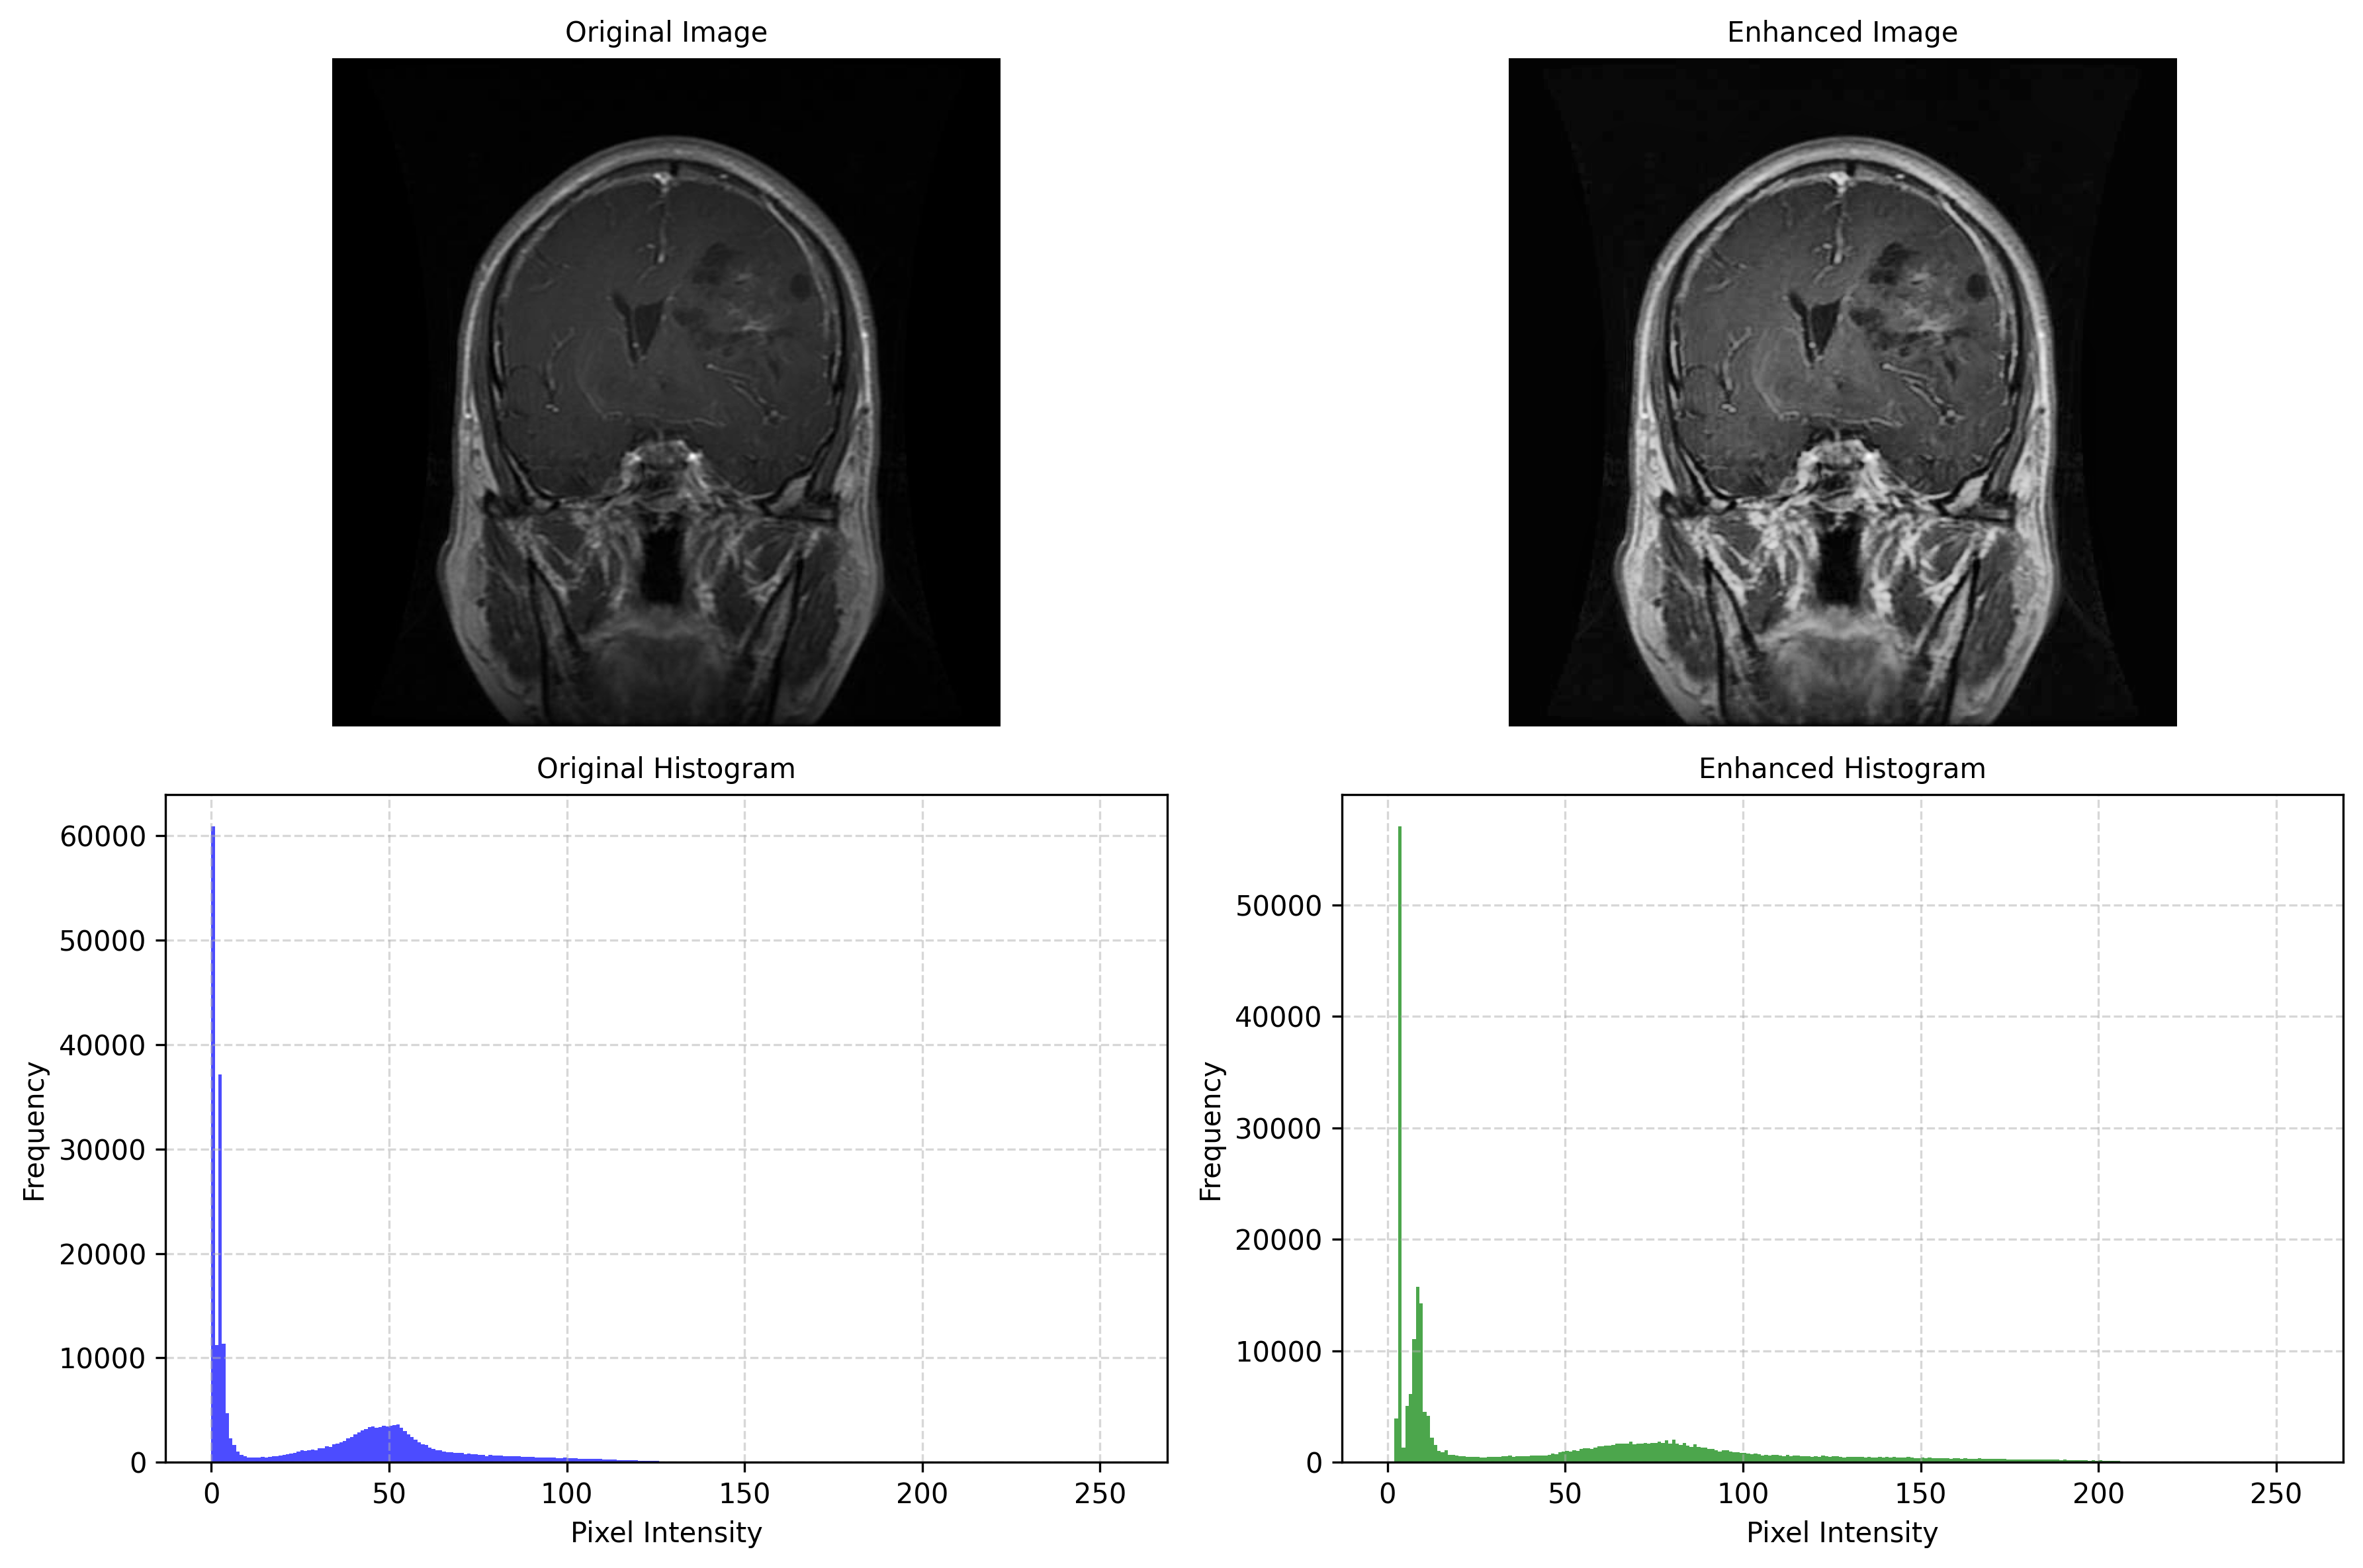 Original Image
Enhanced Image
Original Histogram
Enhanced Histogram
60000
50000
40000
30000
20000
10000
0
Frequency
0 50 100 150 200 250
Pixel Intensity
50000
40000
30000
20000
10000
0
Frequency
0 50 100 150 200 250
Pixel Intensity